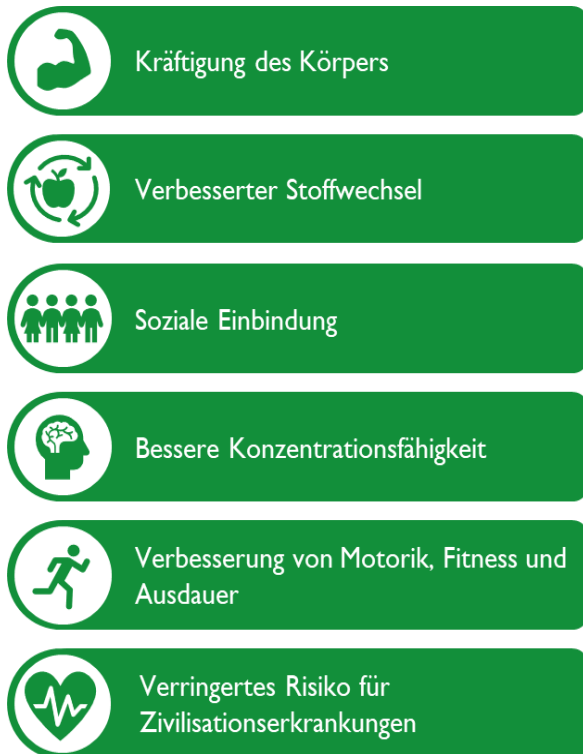 Kräftigung des Körpers
Verbesserter Stoffwechsel
Soziale Einbindung
Bessere Konzentrationsfähigkeit
Verbesserung von Motorik, Fitness und
Ausdauer
Verringertes Risiko für
Zivilisationserkrankungen